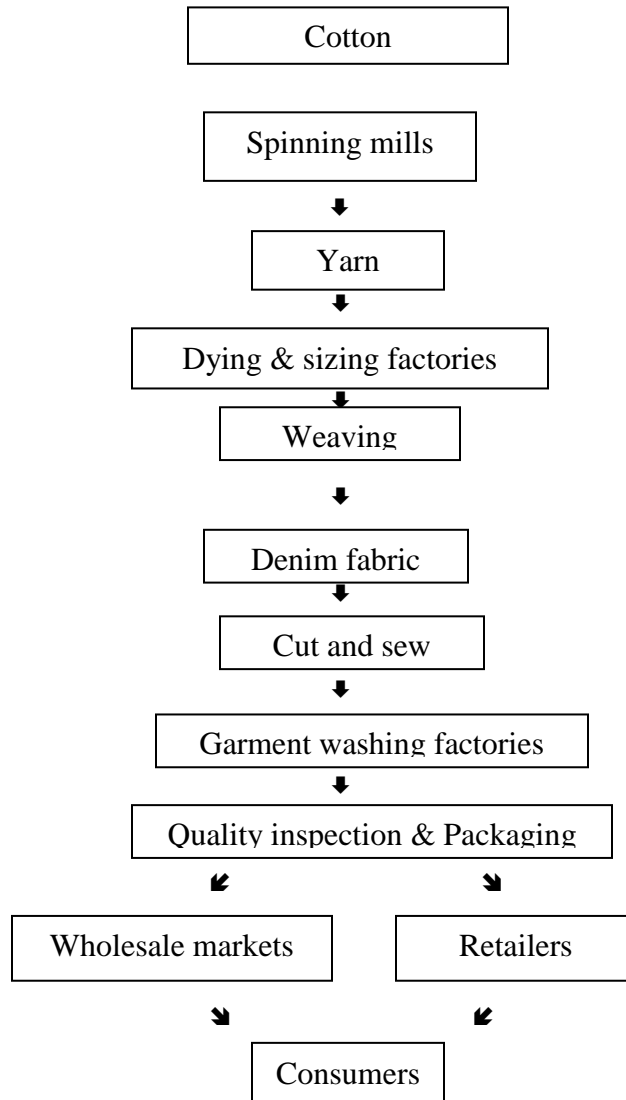 Cotton
Spinning mills
Yarn
Dying & sizing factories
Weaving
Denim fabric
Cut and sew
Garment washing factories
Quality inspection & Packaging
Wholesale markets
Retailers
Consumers